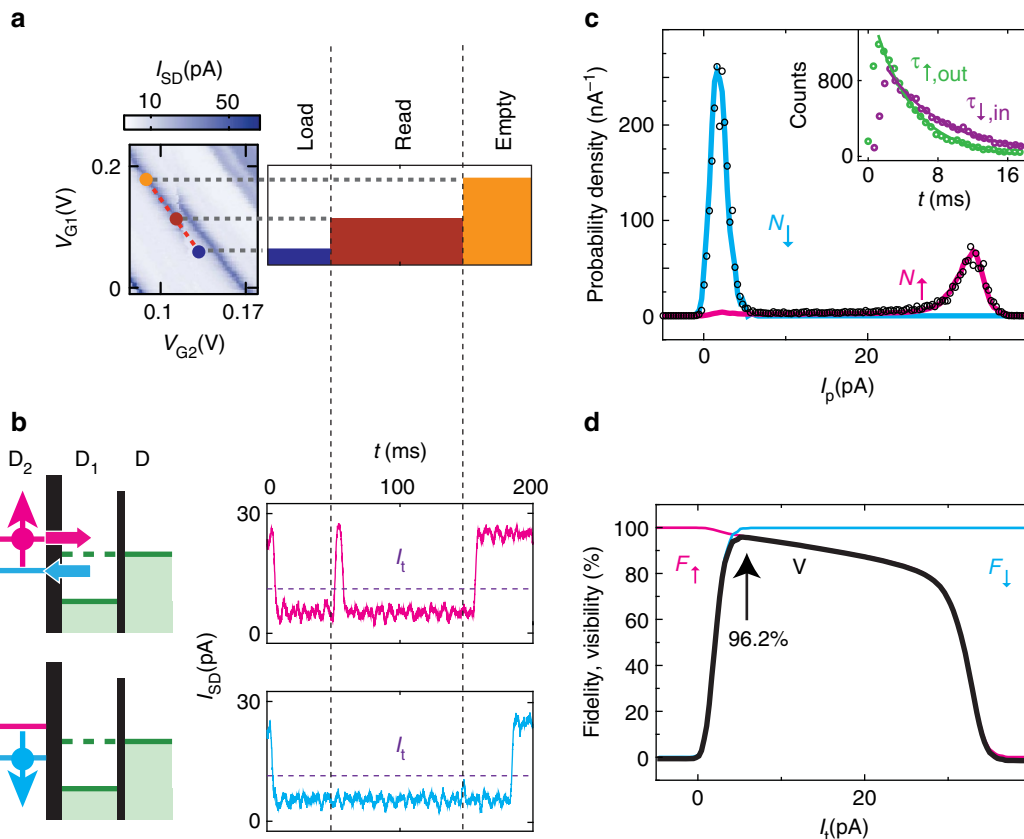 a
I_SD(pA)
10 50
0.2
V_G1(V)
0
0.1 0.17
V_G2(V)
Load
Read
Empty
b
D₂ D₁ D
t (ms)
0 100 200
30
I_t
0
I_SD(pA)
30
I_t
0
c
Probability density (nA⁻¹)
200
100
0
N↓
N↑
0 20
I_p(pA)
Counts
800
0
τ↑,out
τ↓,in
0 8 16
t (ms)
d
Fidelity, visibility (%)
100
80
60
40
20
0
F↑
V
F↓
96.2%
0 20
I_t(pA)